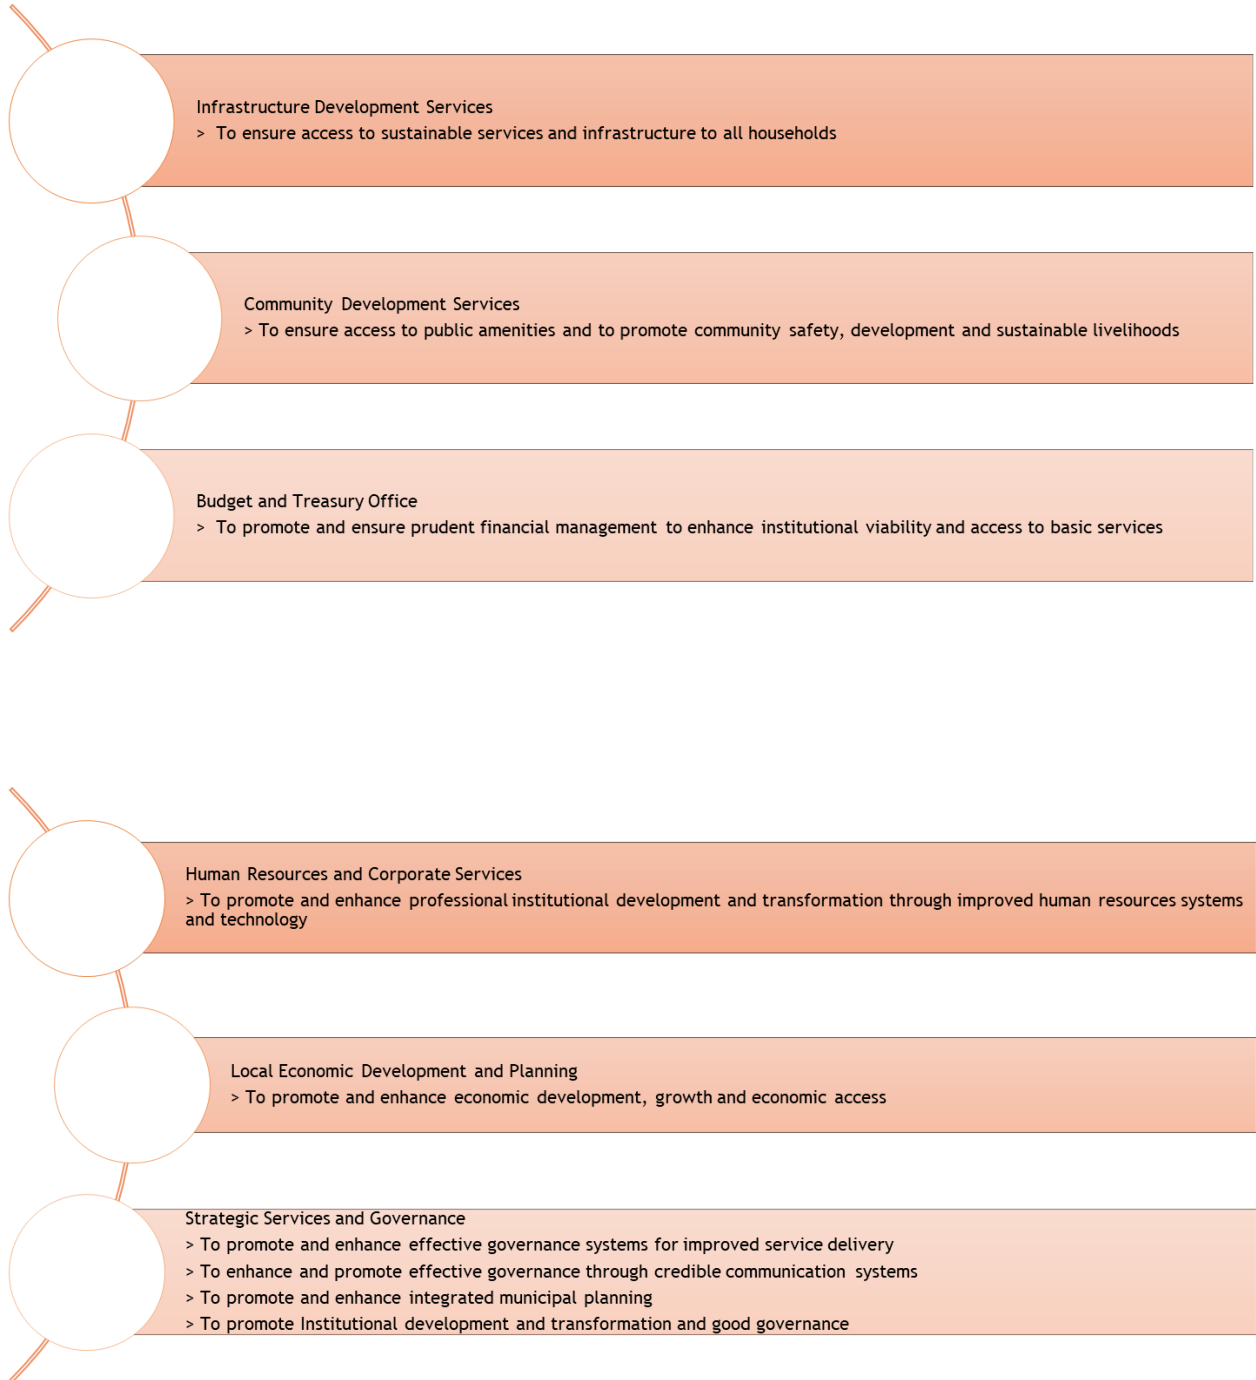 Infrastructure Development Services
> To ensure access to sustainable services and infrastructure to all households
Community Development Services
> To ensure access to public amenities and to promote community safety, development and sustainable livelihoods
Budget and Treasury Office
> To promote and ensure prudent financial management to enhance institutional viability and access to basic services
Human Resources and Corporate Services
> To promote and enhance professional institutional development and transformation through improved human resources systems
and technology
Local Economic Development and Planning
> To promote and enhance economic development, growth and economic access
Strategic Services and Governance
> To promote and enhance effective governance systems for improved service delivery
> To enhance and promote effective governance through credible communication systems
> To promote and enhance integrated municipal planning
> To promote Institutional development and transformation and good governance